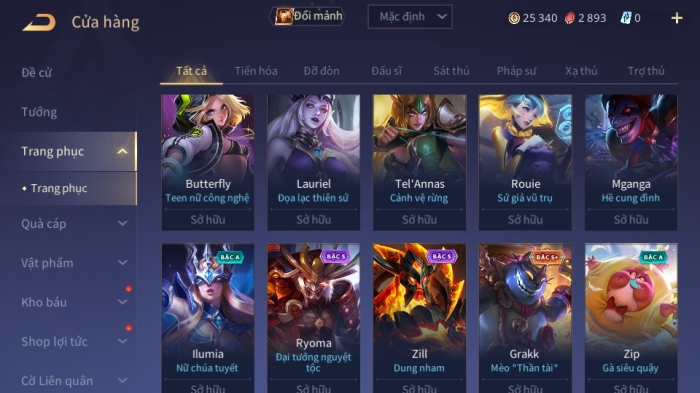 Cửa hàng
Đổi mảnh
Mặc định
25 340
2 893
0
Đề cử
Tướng
Trang phục
Trang phục
Quà cáp
Vật phẩm
Kho báu
Shop lợi tức
Cờ Liên quân
Tất cả
Tiến hóa
Đỡ đòn
Đấu sĩ
Sát thủ
Pháp sư
Xạ thủ
Trợ thủ
Butterfly
Teen nữ công nghệ
Sở hữu
Lauriel
Đọa lạc thiên sứ
Sở hữu
Tel'Annas
Cảnh vệ rừng
Sở hữu
Rouie
Sứ giả vũ trụ
Sở hữu
Mganga
Hề cung đình
Sở hữu
BẬC A
Ilumia
Nữ chúa tuyết
Sở hữu
BẬC S
Ryoma
Đại tướng nguyệt
tộc
Sở hữu
BẬC S
Zill
Dung nham
Sở hữu
BẬC S+
Grakk
Mèo "Thần tài"
Sở hữu
BẬC A
Zip
Gà siêu quậy
Sở hữu